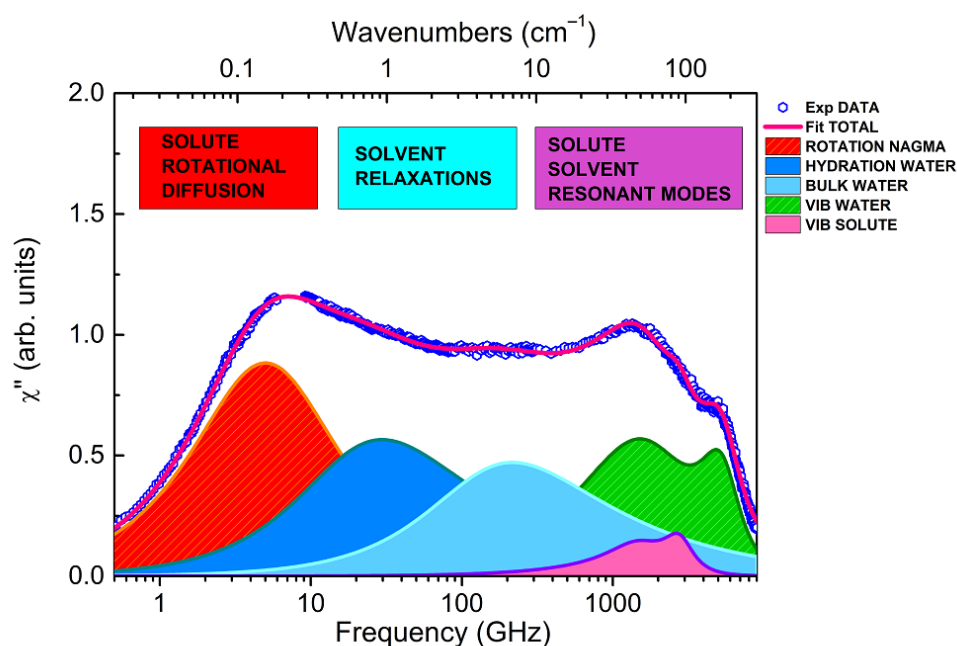 Wavenumbers (cm⁻¹)
0.1 1 10 100
2.0
1.5
1.0
0.5
0.0
χ" (arb. units)
SOLUTE
ROTATIONAL
DIFFUSION
SOLVENT
RELAXATIONS
SOLUTE
SOLVENT
RESONANT MODES
Exp DATA
Fit TOTAL
ROTATION NAGMA
HYDRATION WATER
BULK WATER
VIB WATER
VIB SOLUTE
1 10 100 1000
Frequency (GHz)